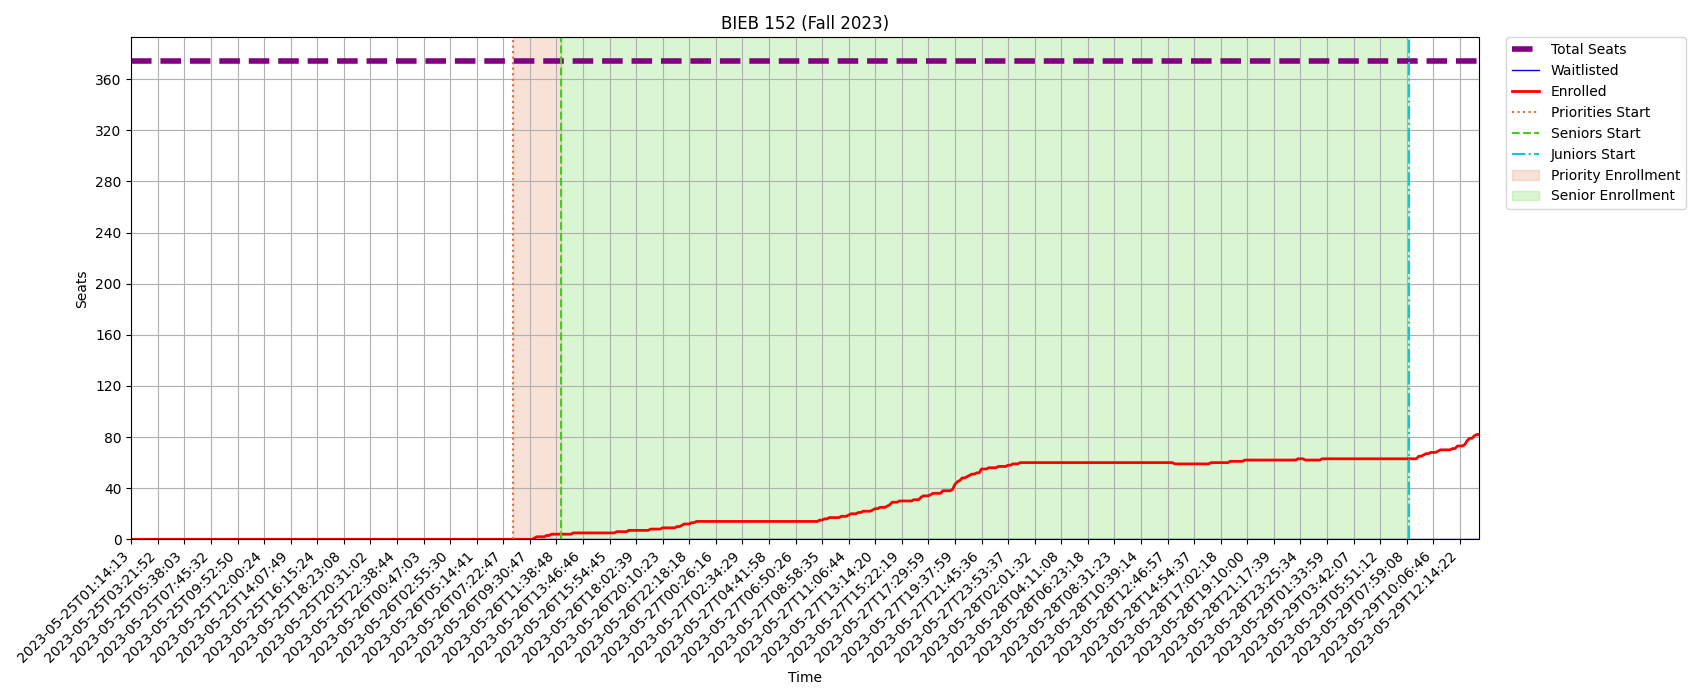 BIEB 152 (Fall 2023)
Total Seats
Waitlisted
Enrolled
Priorities Start
Seniors Start
Juniors Start
Priority Enrollment
Senior Enrollment
Seats
360
320
280
240
200
160
120
80
40
0
2023-05-25T01:14:13
2023-05-25T03:21:52
2023-05-25T05:38:03
2023-05-25T07:45:32
2023-05-25T09:52:50
2023-05-25T12:00:24
2023-05-25T14:07:49
2023-05-25T16:15:24
2023-05-25T18:23:08
2023-05-25T20:31:02
2023-05-25T22:38:44
2023-05-26T00:47:03
2023-05-26T02:55:30
2023-05-26T05:14:41
2023-05-26T07:22:47
2023-05-26T09:30:47
2023-05-26T11:38:48
2023-05-26T13:46:46
2023-05-26T15:54:45
2023-05-26T18:02:39
2023-05-26T20:10:23
2023-05-26T22:18:18
2023-05-27T00:26:16
2023-05-27T02:34:29
2023-05-27T04:41:58
2023-05-27T06:50:26
2023-05-27T08:58:35
2023-05-27T11:06:44
2023-05-27T13:14:20
2023-05-27T15:22:19
2023-05-27T17:29:59
2023-05-27T19:37:59
2023-05-27T21:45:36
2023-05-27T23:53:37
2023-05-28T02:01:32
2023-05-28T04:11:08
2023-05-28T06:23:18
2023-05-28T08:31:23
2023-05-28T10:39:14
2023-05-28T12:46:57
2023-05-28T14:54:37
2023-05-28T17:02:18
2023-05-28T19:10:00
2023-05-28T21:17:39
2023-05-28T23:25:34
2023-05-29T01:33:59
2023-05-29T03:42:07
2023-05-29T05:51:12
2023-05-29T07:59:08
2023-05-29T10:06:46
2023-05-29T12:14:22
Time